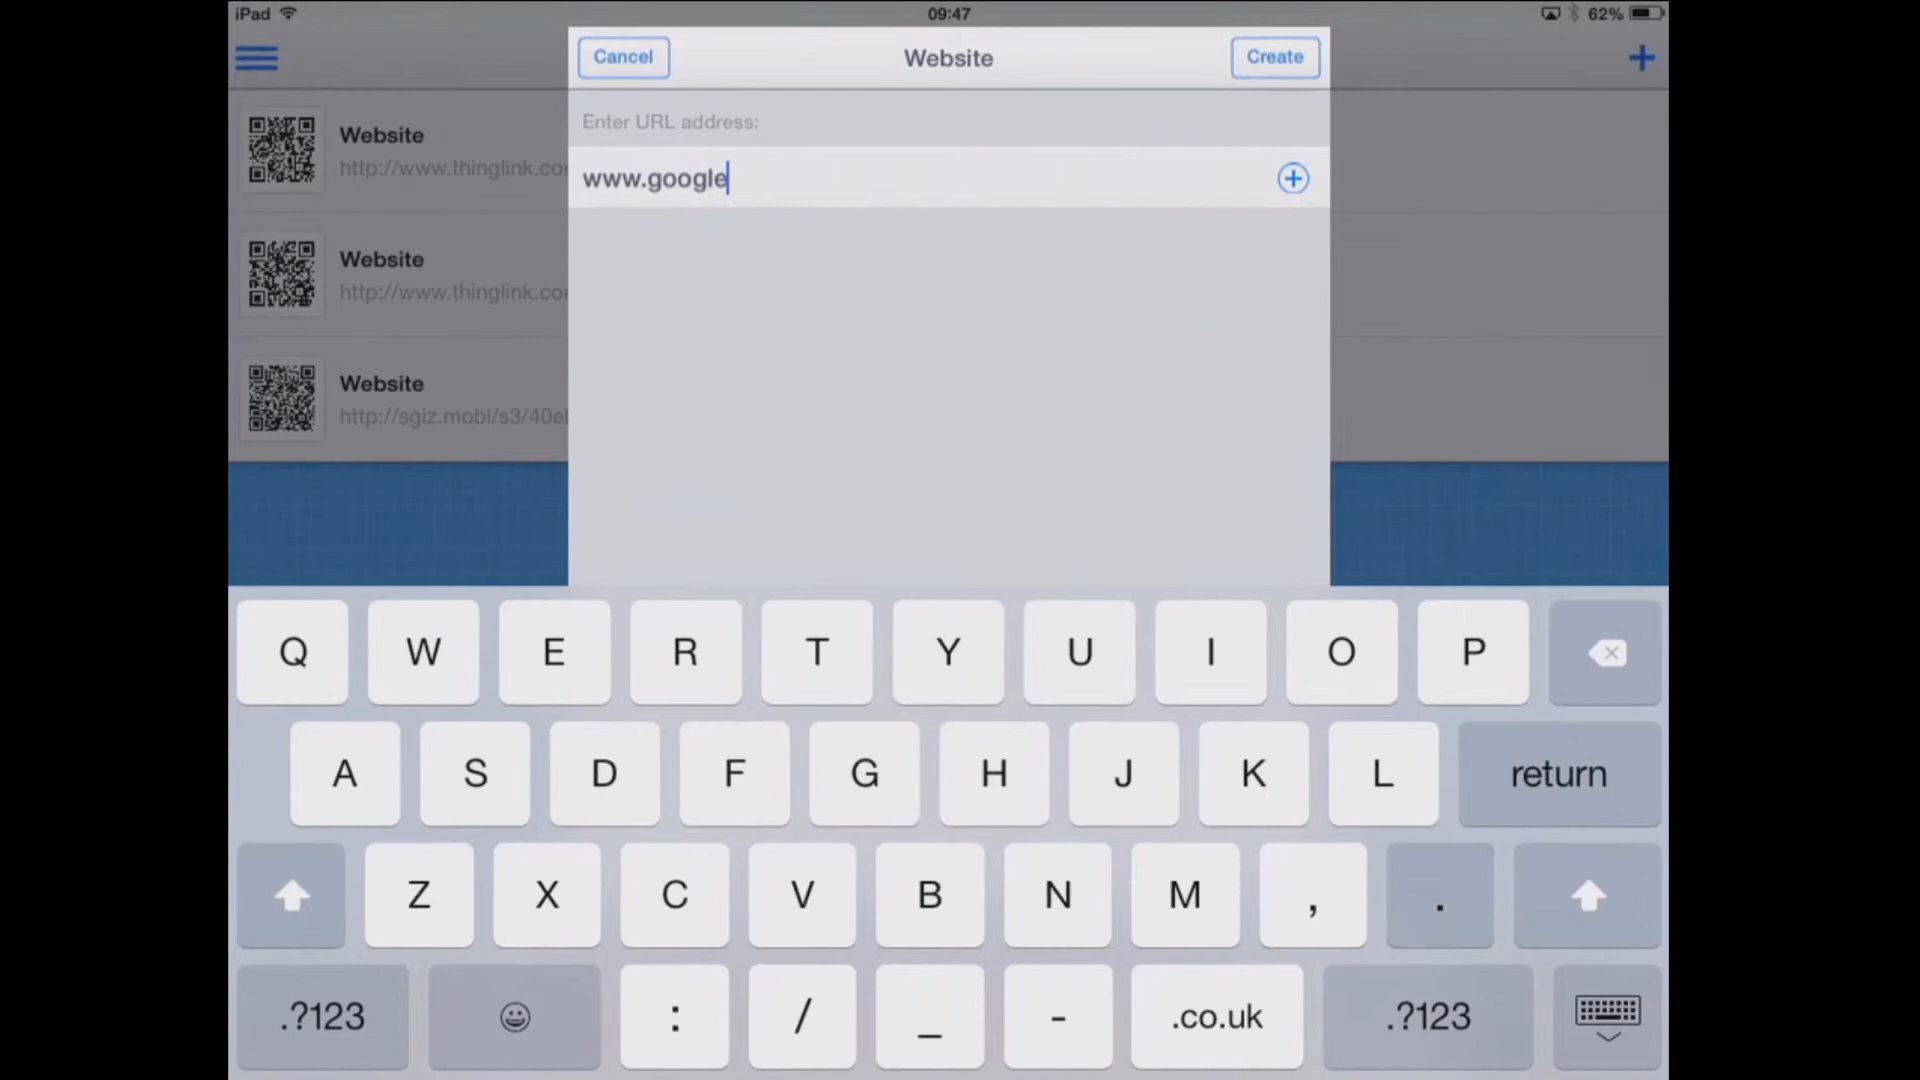 iPad 09:47 62%
Cancel Website Create
Enter URL address:
www.google
Website
http://www.thinglink.co
Website
http://www.thinglink.co
Website
http://sgiz.mobi/s3/40e
Q W E R T Y U I O P
A S D F G H J K L return
Z X C V B N M , .
.?123 : / _ - .co.uk .?123